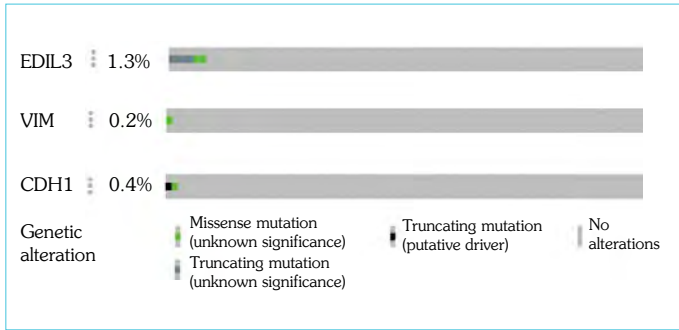 EDIL3 1.3%
VIM 0.2%
CDH1 0.4%
Genetic alteration
Missense mutation
(unknown significance)
Truncating mutation
(unknown significance)
Truncating mutation
(putative driver)
No
alterations